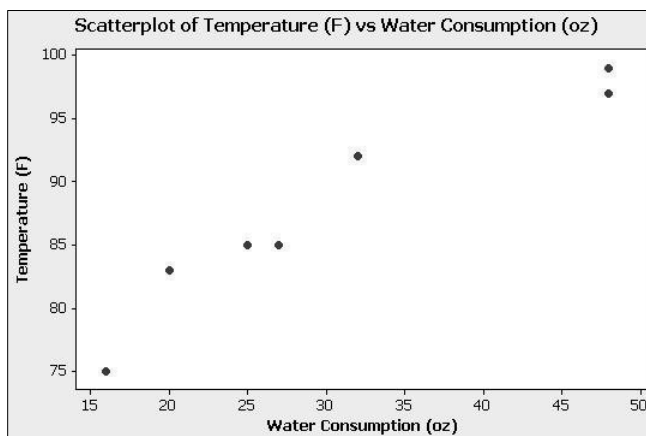 Scatterplot of Temperature (F) vs Water Consumption (oz)
100
95
90
85
80
75
Temperature (F)
15 20 25 30 35 40 45 50
Water Consumption (oz)